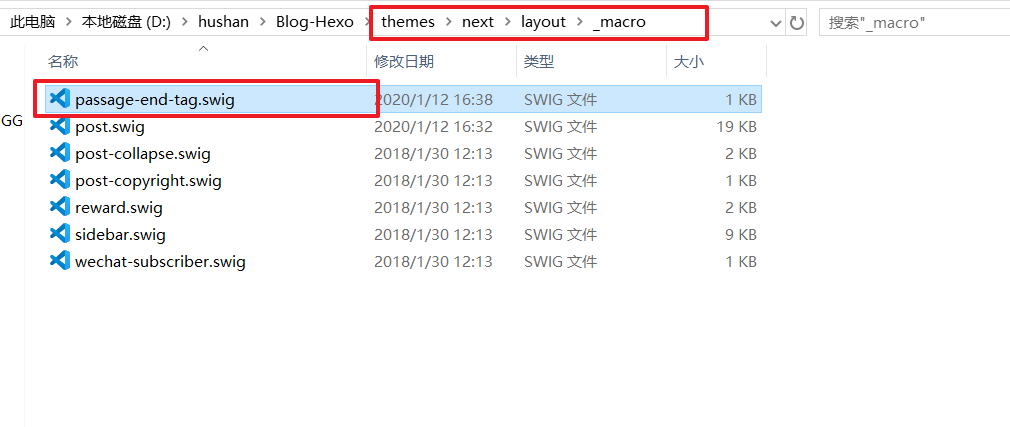 此电脑 > 本地磁盘 (D:) > hushan > Blog-Hexo > themes > next > layout > _macro 搜索"_macro"
名称 修改日期 类型 大小
passage-end-tag.swig 2020/1/12 16:38 SWIG 文件 1 KB
GG
post.swig 2020/1/12 16:32 SWIG 文件 19 KB
post-collapse.swig 2018/1/30 12:13 SWIG 文件 2 KB
post-copyright.swig 2018/1/30 12:13 SWIG 文件 1 KB
reward.swig 2018/1/30 12:13 SWIG 文件 2 KB
sidebar.swig 2018/1/30 12:13 SWIG 文件 9 KB
wechat-subscriber.swig 2018/1/30 12:13 SWIG 文件 1 KB